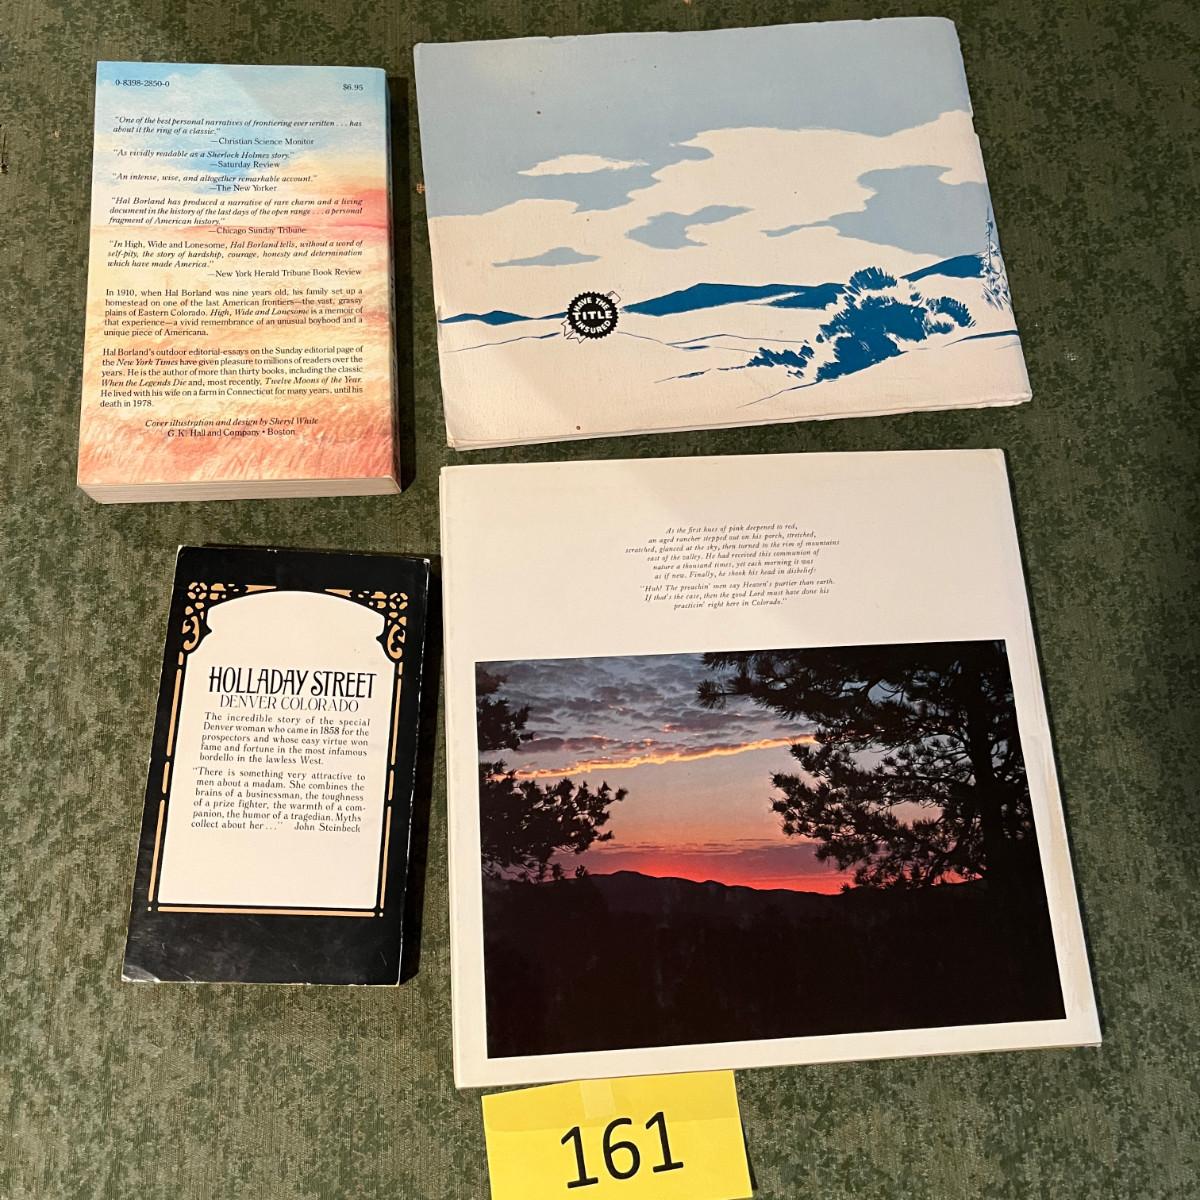 0-8398-2850-0
$6.95
"One of the best personal narratives of frontiering ever written . . . has
about it the ring of a classic."
—Christian Science Monitor
"As vividly readable as a Sherlock Holmes story."
—Saturday Review
"An intense, wise, and altogether remarkable account."
—The New Yorker
"Hal Borland has produced a narrative of rare charm and a living
document in the history of the last days of the open range . . . a personal
fragment of American history."
—Chicago Sunday Tribune
"In High, Wide and Lonesome, Hal Borland tells, without a word of
self-pity, the story of hardship, courage, honesty and determination
which have made America."
—New York Herald Tribune Book Review
In 1910, when Hal Borland was nine years old, his family set up a
homestead on one of the last American frontiers—the vast, grassy
plains of Eastern Colorado. High, Wide and Lonesome is a memoir of
that experience—a vivid remembrance of an unusual boyhood and a
unique piece of Americana.
Hal Borland's outdoor editorial-essays on the Sunday editorial page of
the New York Times have given pleasure to millions of readers over the
years. He is the author of more than thirty books, including the classic
When the Legends Die and, most recently, Twelve Moons of the Year.
He lived with his wife on a farm in Connecticut for many years, until his
death in 1978.
Cover illustration and design by Sheryl White
G.K. Hall and Company • Boston
HAVE THE
TITLE
INSURED
As the first hues of pink deepened to red,
an aged rancher stepped out on his porch, stretched,
scratched, glanced at the sky, then turned to the rim of mountains
east of the valley. He had received this communion of
nature a thousand times, yet each morning it was
as if new. Finally, he shook his head in disbelief:
"Huh! The preachin' men say Heaven's purtier than earth.
If that's the case, then the good Lord must have done his
practicin' right here in Colorado."
HOLLADAY STREET
DENVER COLORADO
The incredible story of the special
Denver woman who came in 1858 for the
prospectors and whose easy virtue won
fame and fortune in the most infamous
bordello in the lawless West.
"There is something very attractive to
men about a madam. She combines the
brains of a businessman, the toughness
of a prize fighter, the warmth of a com-
panion, the humor of a tragedian. Myths
collect about her . . ." John Steinbeck
161